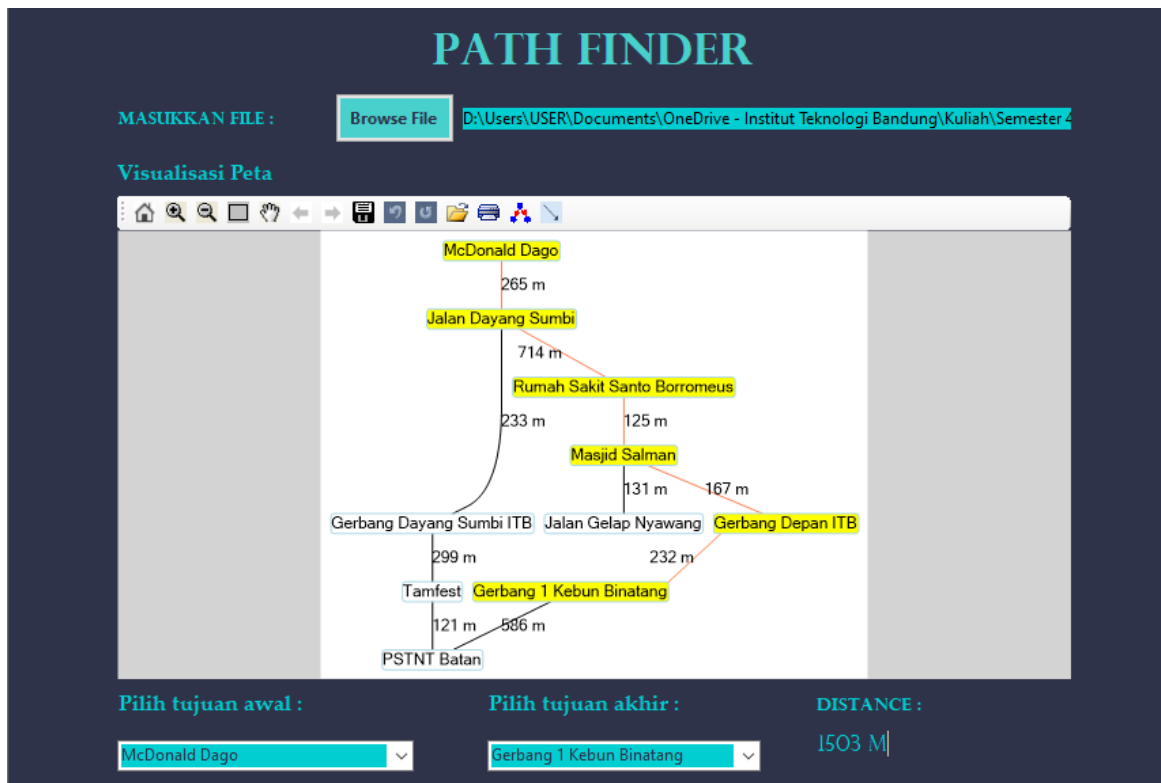 PATH FINDER
MASUKKAN FILE :
Browse File
D:\Users\USER\Documents\OneDrive - Institut Teknologi Bandung\Kuliah\Semester 4
Visualisasi Peta
McDonald Dago
265 m
Jalan Dayang Sumbi
714 m
Rumah Sakit Santo Borromeus
233 m
125 m
Masjid Salman
131 m
167 m
Gerbang Dayang Sumbi ITB
Jalan Gelap Nyawang
Gerbang Depan ITB
299 m
232 m
Tamfest
Gerbang 1 Kebun Binatang
121 m
586 m
PSTNT Batan
Pilih tujuan awal :
Pilih tujuan akhir :
DISTANCE :
McDonald Dago
Gerbang 1 Kebun Binatang
1503 M